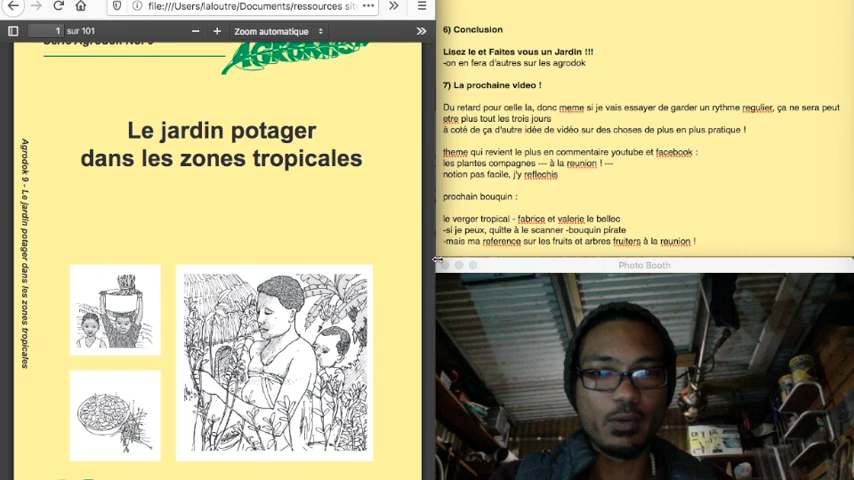 file:///Users/laloutre/Documents/ressources sit
1 sur 101
Zoom automatique
Le jardin potager
dans les zones tropicales
Agrodok 9 - Le jardin potager dans les zones tropicales
6) Conclusion
Lisez le et Faites vous un Jardin !!!
-on en fera d'autres sur les agrodok
7) La prochaine video !
Du retard pour celle la, donc meme si je vais essayer de garder un rythme regulier, ça ne sera peut
etre plus tout les trois jours
à coté de ça d'autre idée de vidéo sur des choses de plus en plus pratique !
theme qui revient le plus en commentaire youtube et facebook :
les plantes compagnes --- à la reunion ! ---
notion pas facile, j'y reflechis
prochain bouquin :
le verger tropical - fabrice et valerie le bellec
-si je peux, quitte à le scanner -bouquin pirate
-mais ma reference sur les fruits et arbres fruiters à la reunion !
Photo Booth